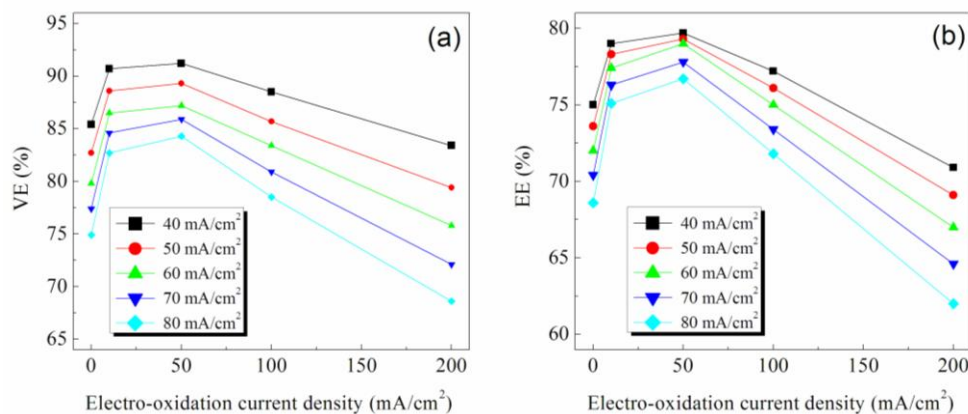 (a)
95
90
85
80
75
70
65
VE (%)
40 mA/cm²
50 mA/cm²
60 mA/cm²
70 mA/cm²
80 mA/cm²
0 50 100 150 200
Electro-oxidation current density (mA/cm²)
(b)
80
75
70
65
60
EE (%)
40 mA/cm²
50 mA/cm²
60 mA/cm²
70 mA/cm²
80 mA/cm²
0 50 100 150 200
Electro-oxidation current density (mA/cm²)